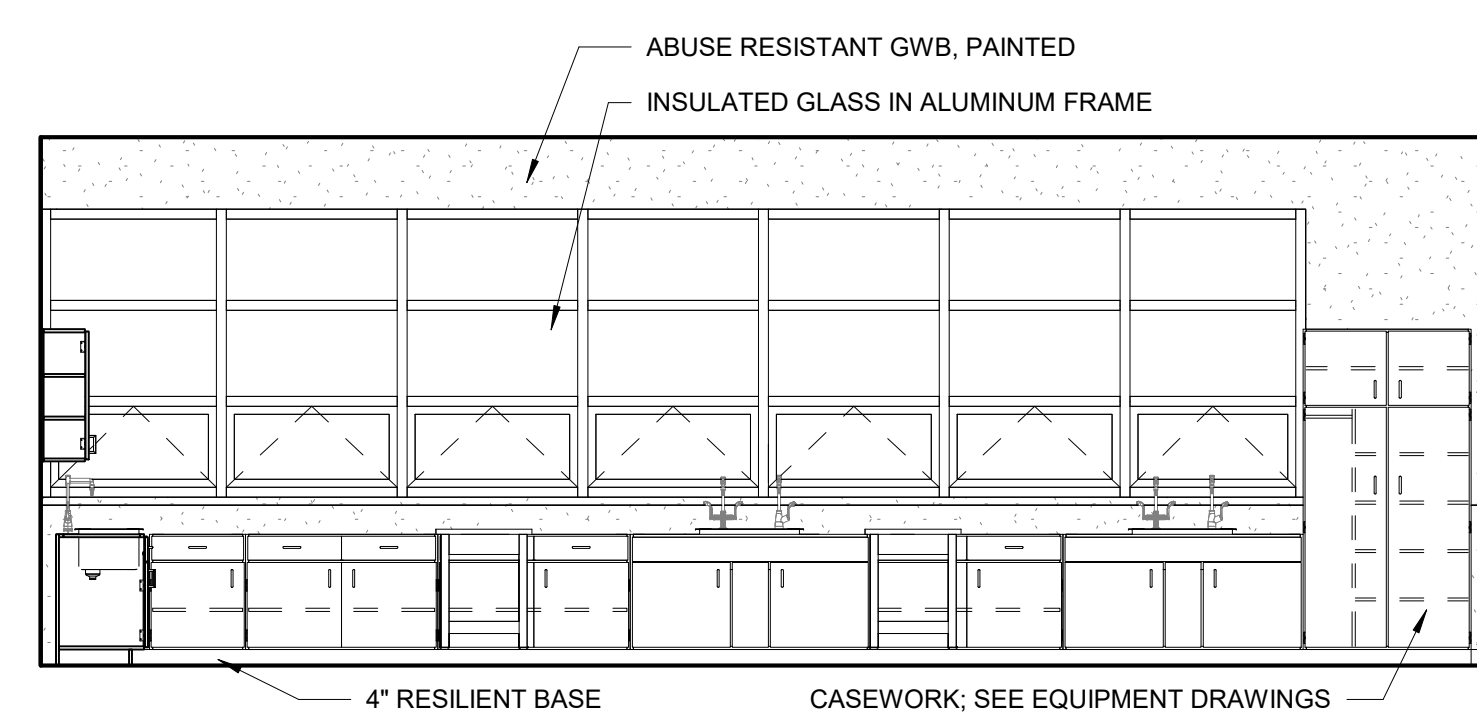 ABUSE RESISTANT GWB, PAINTED
INSULATED GLASS IN ALUMINUM FRAME
4" RESILIENT BASE
CASEWORK; SEE EQUIPMENT DRAWINGS